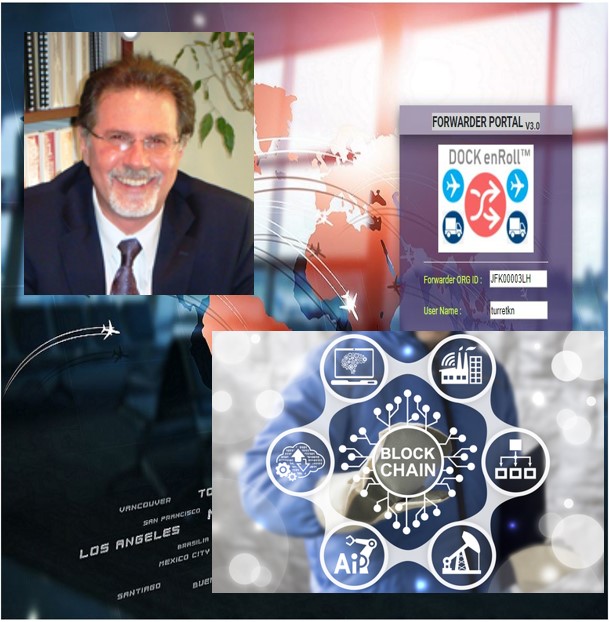 FORWARDER PORTAL V3.0
DOCK enRoll™
Forwarder ORG ID : JFK00003LH
User Name : turretkn
BLOCK
CHAIN
Ai
VANCOUVER
SAN FRANCISCO
LOS ANGELES
BRASILIA
MEXICO CITY
SANTIAGO